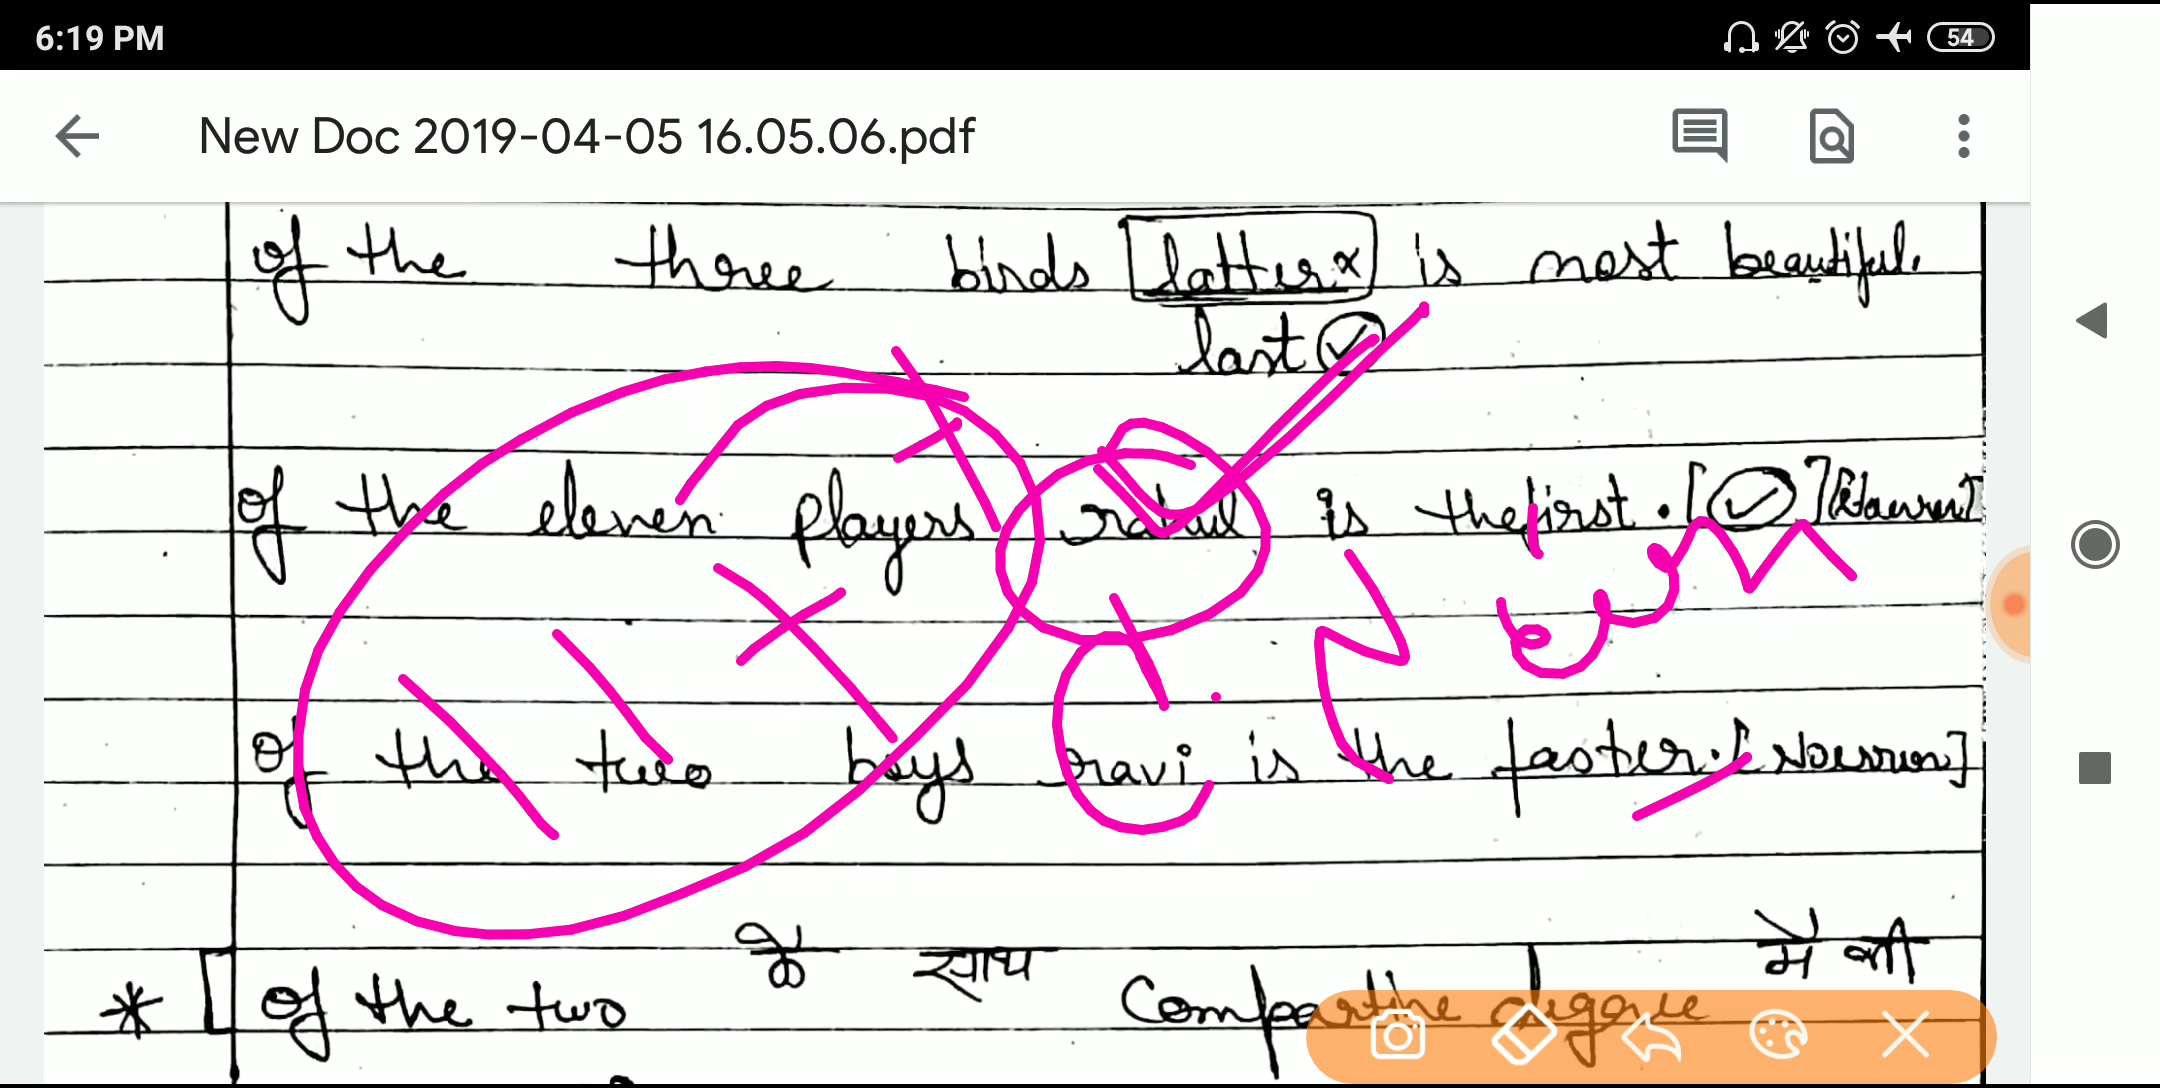 6:19 PM 54
New Doc 2019-04-05 16.05.06.pdf
of the three birds [latter x] is most beautiful.
last ✓
of the eleven players rahul is the first. [✓]
of the two boys ravi is the faster. [
C. Noun
* [of the two के साथ में भी